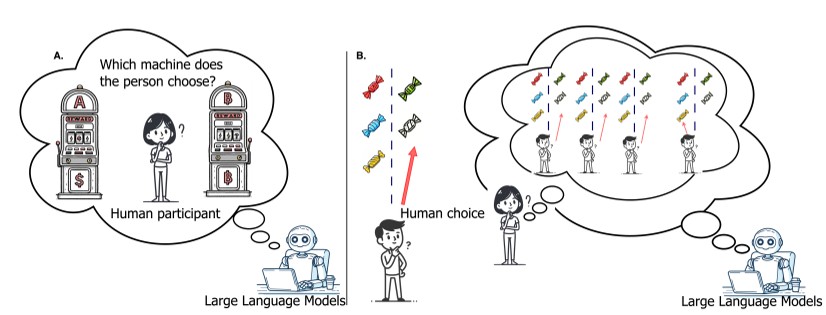 A.
Which machine does
the person choose?
A
REWARD
$
B
REWARD
B
?
Human participant
Large Language Models
B.
Human choice
?
?
Large Language Models